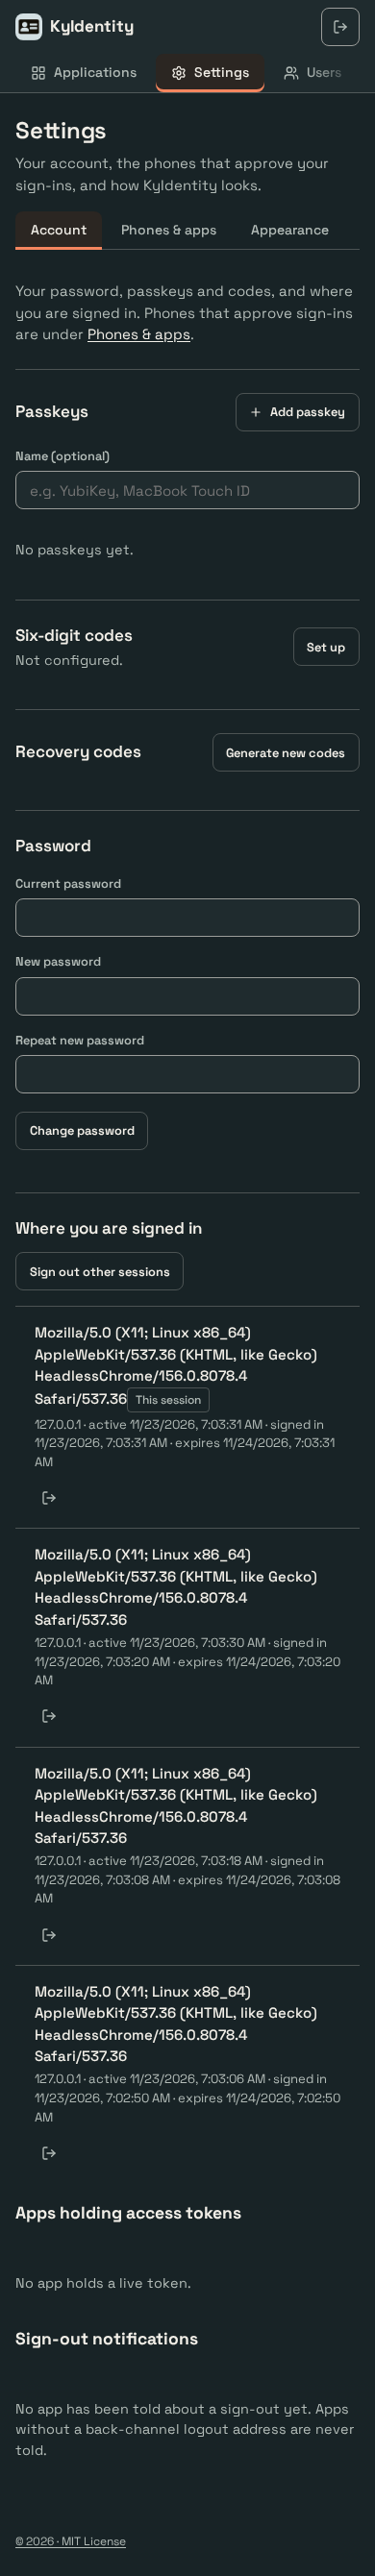 Kyldentity
Applications
Settings
Users
Settings
Your account, the phones that approve your
sign-ins, and how Kyldentity looks.
Account
Phones & apps
Appearance
Your password, passkeys and codes, and where
you are signed in. Phones that approve sign-ins
are under Phones & apps.
Passkeys
Add passkey
Name (optional)
e.g. YubiKey, MacBook Touch ID
No passkeys yet.
Six-digit codes
Not configured.
Set up
Recovery codes
Generate new codes
Password
Current password
New password
Repeat new password
Change password
Where you are signed in
Sign out other sessions
Mozilla/5.0 (X11; Linux x86_64)
AppleWebKit/537.36 (KHTML, like Gecko)
HeadlessChrome/156.0.8078.4
Safari/537.36 This session
127.0.0.1 · active 11/23/2026, 7:03:31 AM · signed in
11/23/2026, 7:03:31 AM · expires 11/24/2026, 7:03:31
AM
Mozilla/5.0 (X11; Linux x86_64)
AppleWebKit/537.36 (KHTML, like Gecko)
HeadlessChrome/156.0.8078.4
Safari/537.36
127.0.0.1 · active 11/23/2026, 7:03:30 AM · signed in
11/23/2026, 7:03:20 AM · expires 11/24/2026, 7:03:20
AM
Mozilla/5.0 (X11; Linux x86_64)
AppleWebKit/537.36 (KHTML, like Gecko)
HeadlessChrome/156.0.8078.4
Safari/537.36
127.0.0.1 · active 11/23/2026, 7:03:18 AM · signed in
11/23/2026, 7:03:08 AM · expires 11/24/2026, 7:03:08
AM
Mozilla/5.0 (X11; Linux x86_64)
AppleWebKit/537.36 (KHTML, like Gecko)
HeadlessChrome/156.0.8078.4
Safari/537.36
127.0.0.1 · active 11/23/2026, 7:03:06 AM · signed in
11/23/2026, 7:02:50 AM · expires 11/24/2026, 7:02:50
AM
Apps holding access tokens
No app holds a live token.
Sign-out notifications
No app has been told about a sign-out yet. Apps
without a back-channel logout address are never
told.
© 2026 · MIT License